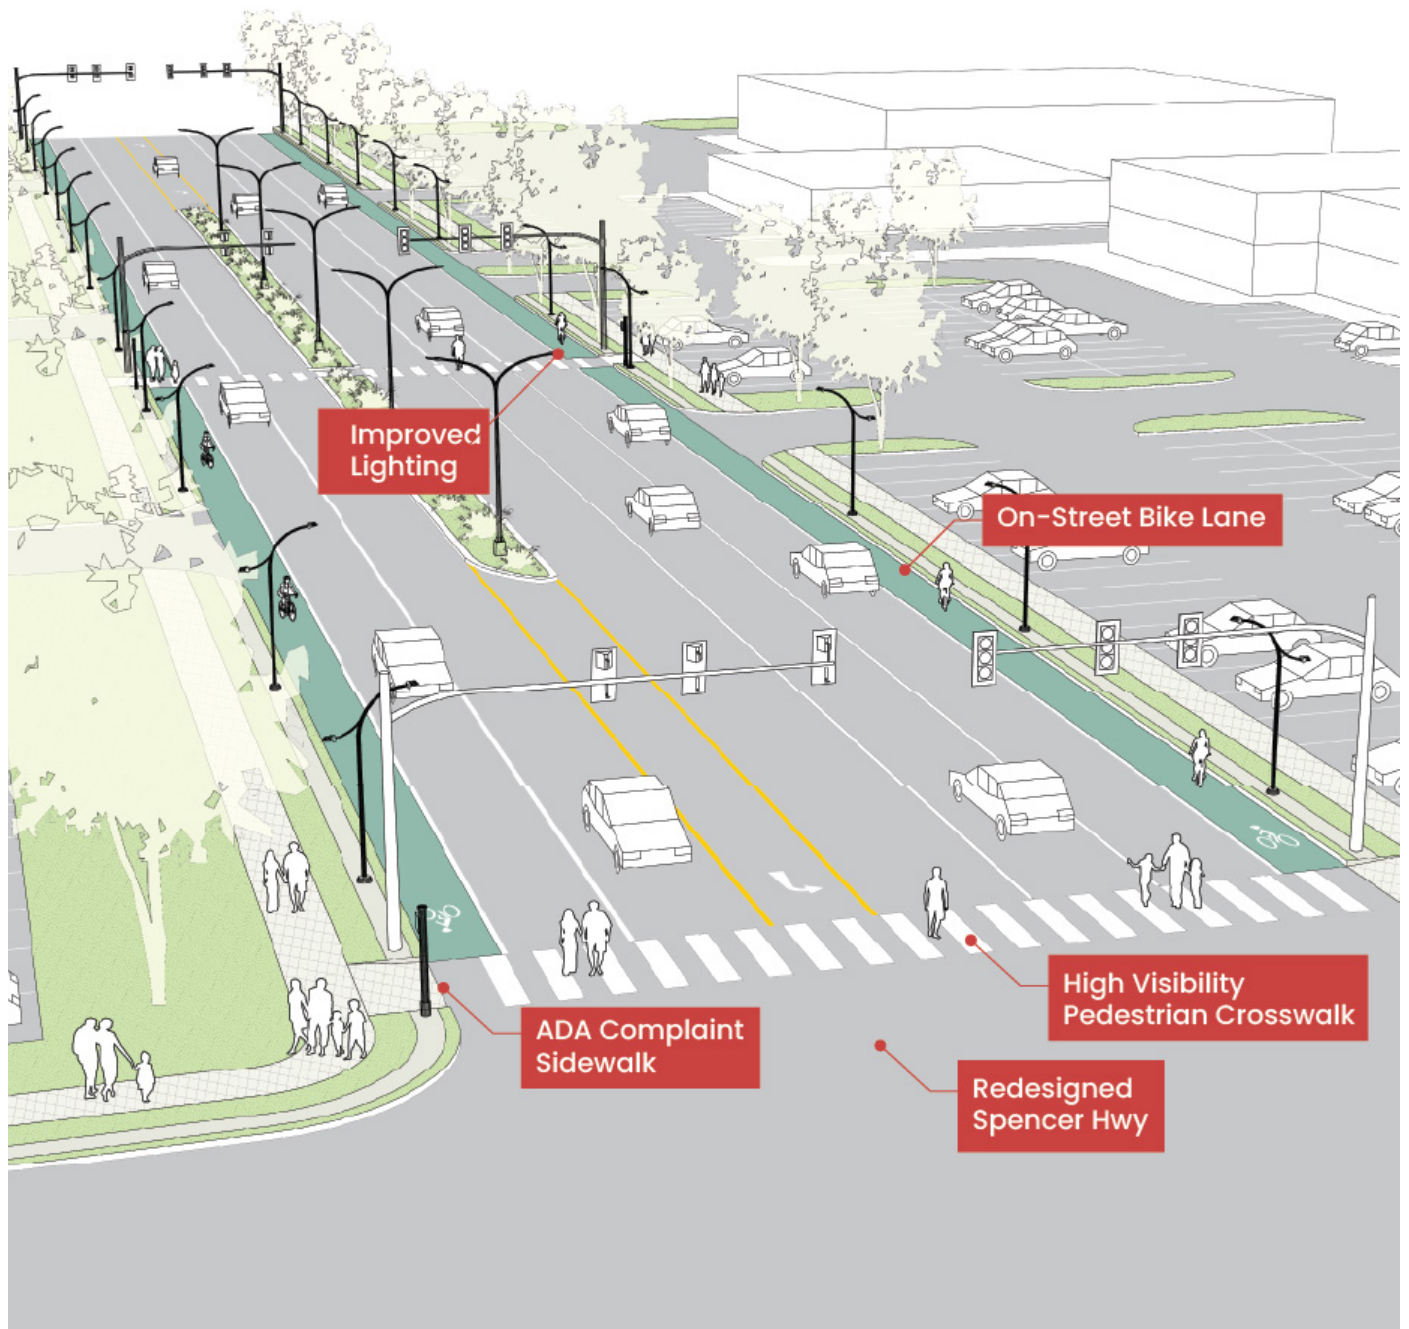 Improved
Lighting
On-Street Bike Lane
High Visibility
Pedestrian Crosswalk
ADA Complaint
Sidewalk
Redesigned
Spencer Hwy